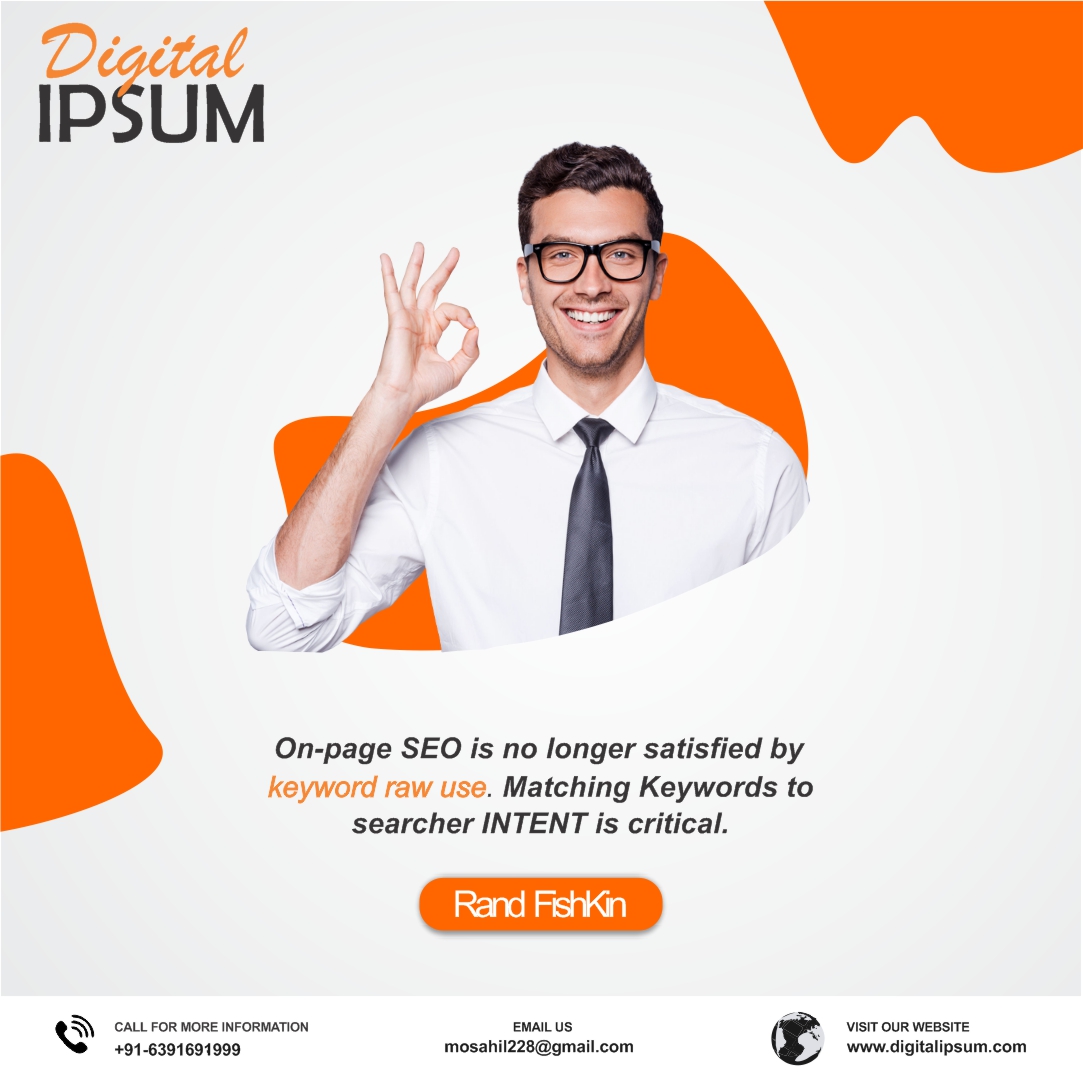 Digital
IPSUM
On-page SEO is no longer satisfied by
keyword raw use. Matching Keywords to
searcher INTENT is critical.
Rand FishKin
CALL FOR MORE INFORMATION
+91-6391691999
EMAIL US
mosahil228@gmail.com
VISIT OUR WEBSITE
www.digitalipsum.com